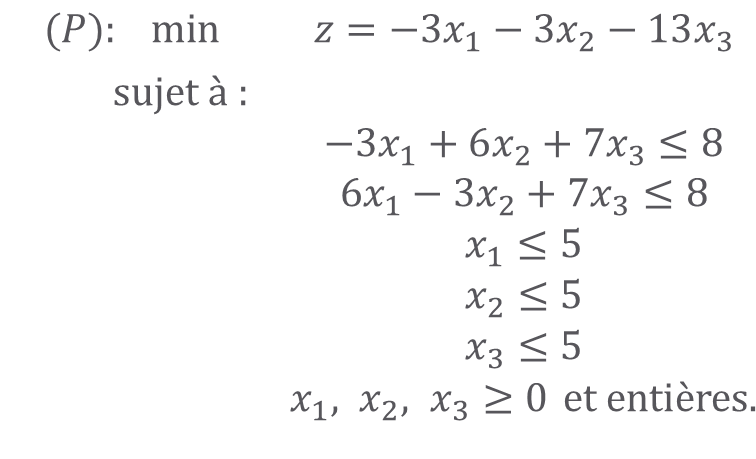 (P): min z = −3x₁ − 3x₂ − 13x₃
sujet à :
−3x₁ + 6x₂ + 7x₃ ≤ 8
6x₁ − 3x₂ + 7x₃ ≤ 8
x₁ ≤ 5
x₂ ≤ 5
x₃ ≤ 5
x₁, x₂, x₃ ≥ 0 et entières.